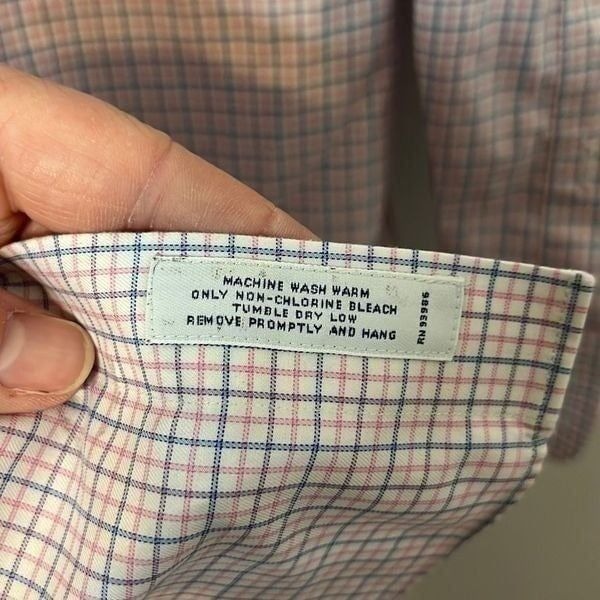 MACHINE WASH WARM
ONLY NON-CHLORINE BLEACH
TUMBLE DRY LOW
REMOVE PROMPTLY AND HANG
RN 93986